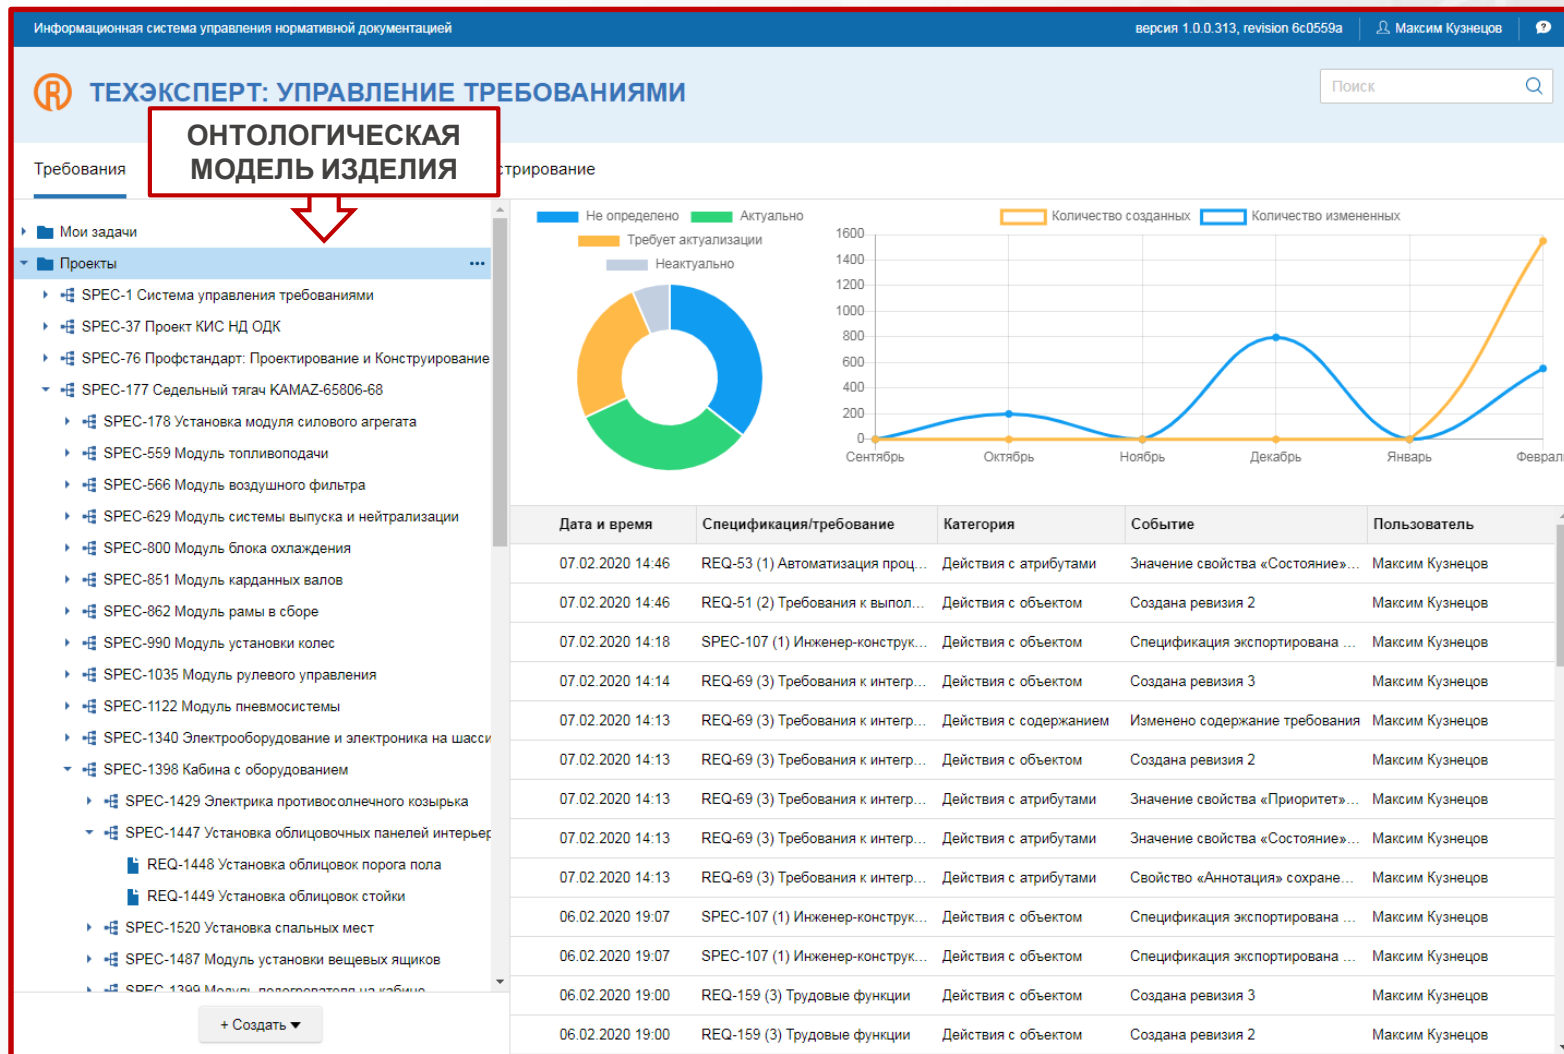 Информационная система управления нормативной документацией
версия 1.0.0.313, revision 6c0559a
Максим Кузнецов
ТЕХЭКСПЕРТ: УПРАВЛЕНИЕ ТРЕБОВАНИЯМИ
Поиск
ОНТОЛОГИЧЕСКАЯ
МОДЕЛЬ ИЗДЕЛИЯ
Требования
стрирование
Мои задачи
Проекты
SPEC-1 Система управления требованиями
SPEC-37 Проект КИС НД ОДК
SPEC-76 Профстандарт: Проектирование и Конструирование
SPEC-177 Седельный тягач KAMAZ-65806-68
SPEC-178 Установка модуля силового агрегата
SPEC-559 Модуль топливоподачи
SPEC-566 Модуль воздушного фильтра
SPEC-629 Модуль системы выпуска и нейтрализации
SPEC-800 Модуль блока охлаждения
SPEC-851 Модуль карданных валов
SPEC-862 Модуль рамы в сборе
SPEC-990 Модуль установки колес
SPEC-1035 Модуль рулевого управления
SPEC-1122 Модуль пневмосистемы
SPEC-1340 Электрооборудование и электроника на шасси
SPEC-1398 Кабина с оборудованием
SPEC-1429 Электрика противосолнечного козырька
SPEC-1447 Установка облицовочных панелей интерьер
REQ-1448 Установка облицовок порога пола
REQ-1449 Установка облицовок стойки
SPEC-1520 Установка спальных мест
SPEC-1487 Модуль установки вещевых ящиков
SPEC-1399 Модуль подогревателя на кабине
+ Создать
Не определено
Актуально
Требует актуализации
Неактуально
Количество созданных
Количество измененных
1600
1400
1200
1000
800
600
400
200
0
Сентябрь Октябрь Ноябрь Декабрь Январь Феврал
Дата и время Спецификация/требование Категория Событие Пользователь
07.02.2020 14:46 REQ-53 (1) Автоматизация проц... Действия с атрибутами Значение свойства «Состояние»... Максим Кузнецов
07.02.2020 14:46 REQ-51 (2) Требования к выпол... Действия с объектом Создана ревизия 2 Максим Кузнецов
07.02.2020 14:18 SPEC-107 (1) Инженер-конструк... Действия с объектом Спецификация экспортирована ... Максим Кузнецов
07.02.2020 14:14 REQ-69 (3) Требования к интегр... Действия с объектом Создана ревизия 3 Максим Кузнецов
07.02.2020 14:13 REQ-69 (3) Требования к интегр... Действия с содержанием Изменено содержание требования Максим Кузнецов
07.02.2020 14:13 REQ-69 (3) Требования к интегр... Действия с объектом Создана ревизия 2 Максим Кузнецов
07.02.2020 14:13 REQ-69 (3) Требования к интегр... Действия с атрибутами Значение свойства «Приоритет»... Максим Кузнецов
07.02.2020 14:13 REQ-69 (3) Требования к интегр... Действия с атрибутами Значение свойства «Состояние»... Максим Кузнецов
07.02.2020 14:13 REQ-69 (3) Требования к интегр... Действия с атрибутами Свойство «Аннотация» сохране... Максим Кузнецов
06.02.2020 19:07 SPEC-107 (1) Инженер-конструк... Действия с объектом Спецификация экспортирована ... Максим Кузнецов
06.02.2020 19:07 SPEC-107 (1) Инженер-конструк... Действия с объектом Спецификация экспортирована ... Максим Кузнецов
06.02.2020 19:00 REQ-159 (3) Трудовые функции Действия с объектом Создана ревизия 3 Максим Кузнецов
06.02.2020 19:00 REQ-159 (3) Трудовые функции Действия с объектом Создана ревизия 2 Максим Кузнецов